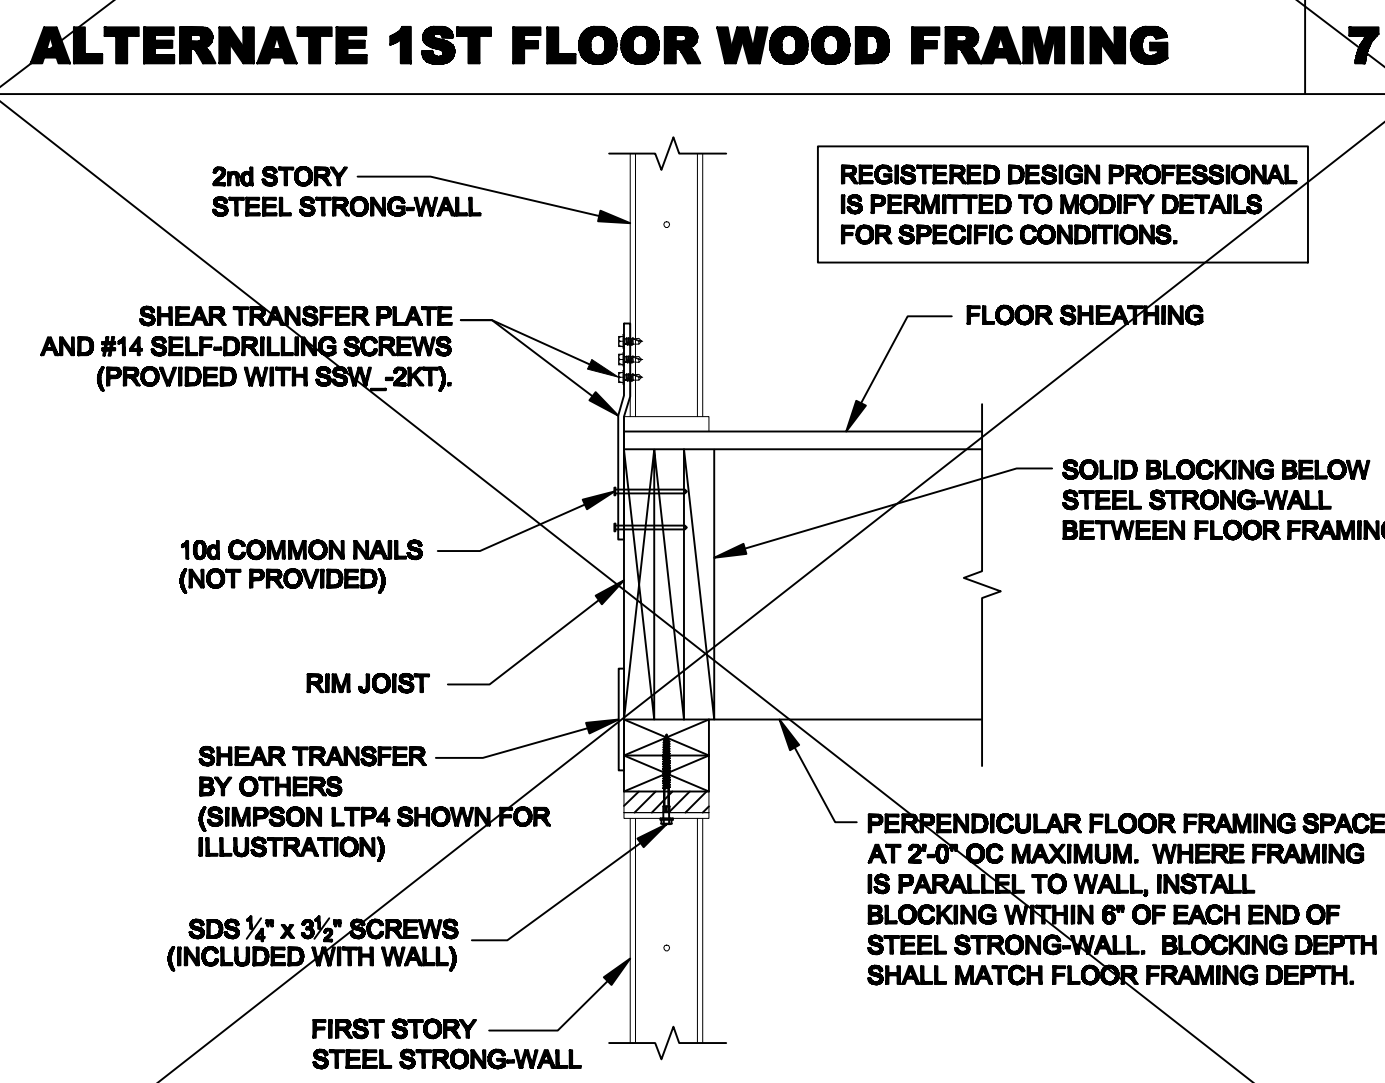 ALTERNATE 1ST FLOOR WOOD FRAMING
7
2nd STORY
STEEL STRONG-WALL
REGISTERED DESIGN PROFESSIONAL
IS PERMITTED TO MODIFY DETAILS
FOR SPECIFIC CONDITIONS.
SHEAR TRANSFER PLATE
AND #14 SELF-DRILLING SCREWS
(PROVIDED WITH SSW_-2KT).
FLOOR SHEATHING
SOLID BLOCKING BELOW
STEEL STRONG-WALL
BETWEEN FLOOR FRAMING
10d COMMON NAILS
(NOT PROVIDED)
RIM JOIST
SHEAR TRANSFER
BY OTHERS
(SIMPSON LTP4 SHOWN FOR
ILLUSTRATION)
PERPENDICULAR FLOOR FRAMING SPACE
AT 2'-0" OC MAXIMUM. WHERE FRAMING
IS PARALLEL TO WALL, INSTALL
BLOCKING WITHIN 6" OF EACH END OF
STEEL STRONG-WALL. BLOCKING DEPTH
SHALL MATCH FLOOR FRAMING DEPTH.
SDS ¼" x 3½" SCREWS
(INCLUDED WITH WALL)
FIRST STORY
STEEL STRONG-WALL